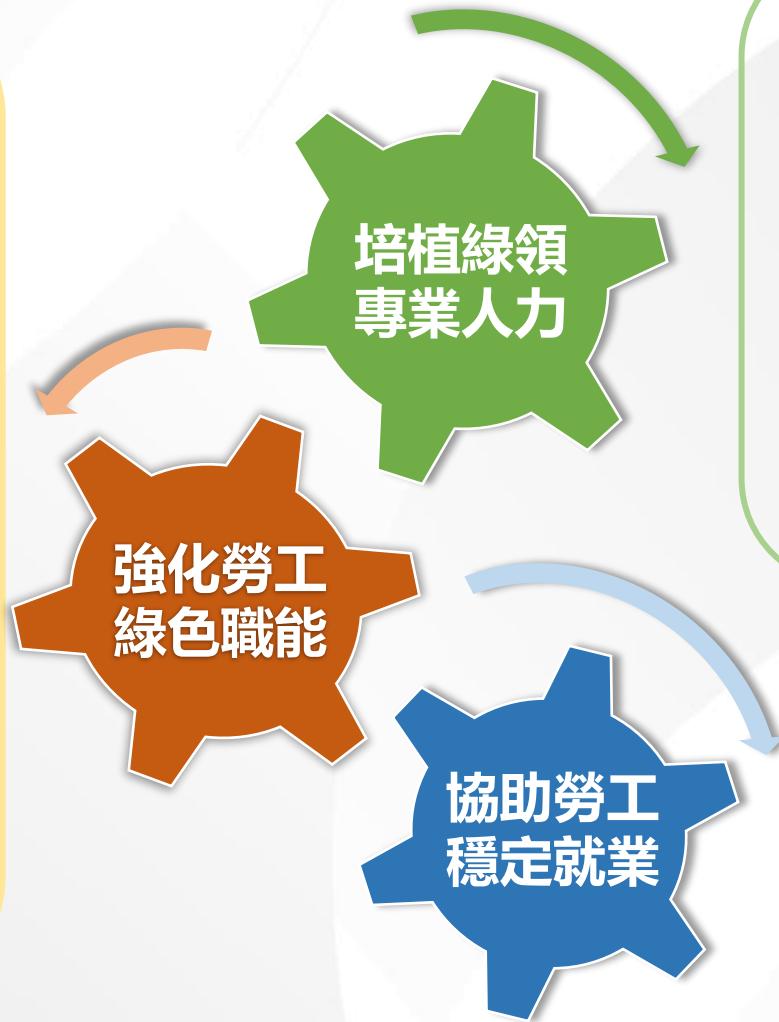 培植綠領
專業人力
強化勞工
綠色職能
協助勞工
穩定就業